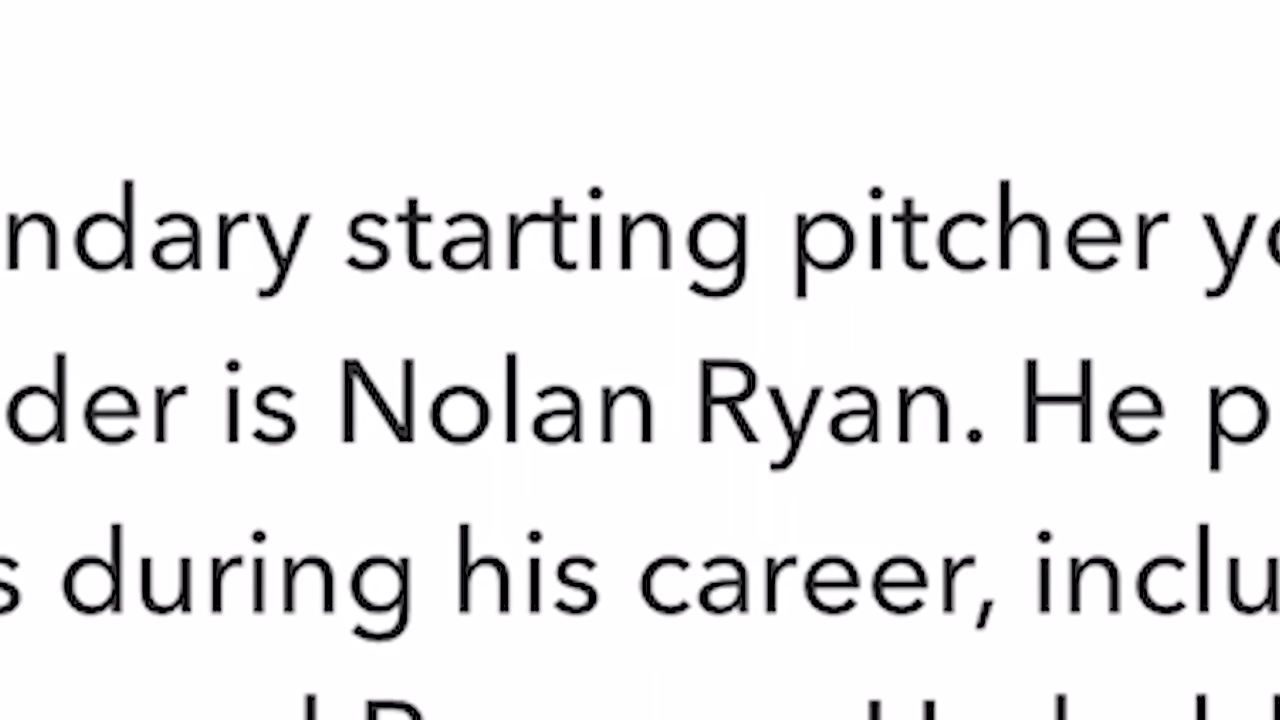 ndary starting pitcher yo
der is Nolan Ryan. He p
s during his career, inclu